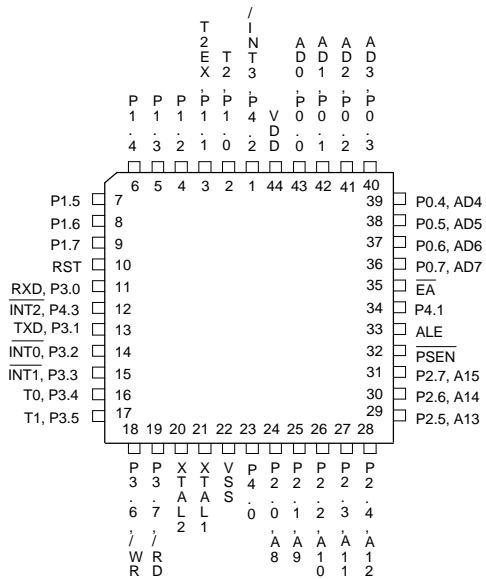 P1.4
P1.3
P1.2
T2EX,P1.1
T2,P1.0
/INT3,P4.2
VDD
AD0,P0.0
AD1,P0.1
AD2,P0.2
AD3,P0.3
6 5 4 3 2 1 44 43 42 41 40
P1.5 7
P1.6 8
P1.7 9
RST 10
RXD, P3.0 11
INT2, P4.3 12
TXD, P3.1 13
INT0, P3.2 14
INT1, P3.3 15
T0, P3.4 16
T1, P3.5 17
39 P0.4, AD4
38 P0.5, AD5
37 P0.6, AD6
36 P0.7, AD7
35 EA
34 P4.1
33 ALE
32 PSEN
31 P2.7, A15
30 P2.6, A14
29 P2.5, A13
18 19 20 21 22 23 24 25 26 27 28
P3.6,/WR
P3.7,/RD
XTAL2
XTAL1
VSS
P4.0
P2.0,A8
P2.1,A9
P2.2,A10
P2.3,A11
P2.4,A12